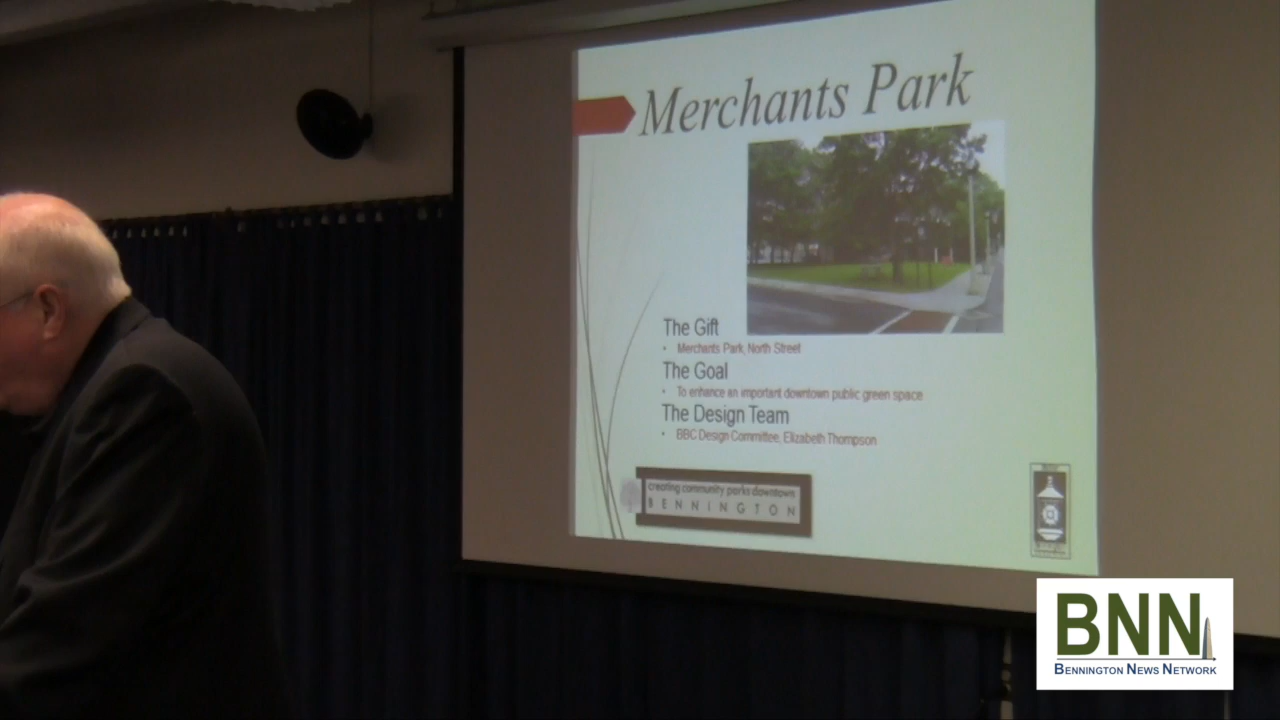 Merchants Park
The Gift
• Merchants Park, North Street
The Goal
• To enhance an important downtown public green space
The Design Team
• BBC Design Committee, Elizabeth Thompson
creating community parks downtown
BENNINGTON
BNN
BENNINGTON NEWS NETWORK